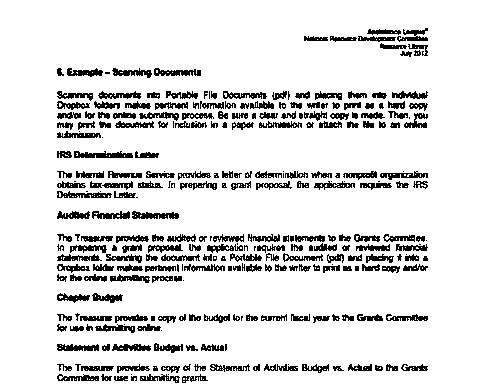 Assistance League®
National Resource Development Committee
Resource Library
July 2012
6. Example – Scanning Documents
Scanning documents into Portable File Documents (pdf) and placing them into individual
Dropbox folders makes pertinent information available to the writer to print as a hard copy
and/or for the online submitting process. Be sure a clear and straight copy is made. Then, you
may print the document for inclusion in a paper submission or attach the file to an online
submission.
IRS Determination Letter
The Internal Revenue Service provides a letter of determination when a nonprofit organization
obtains tax-exempt status. In preparing a grant proposal, the application requires the IRS
Determination Letter.
Audited Financial Statements
The Treasurer provides the audited or reviewed financial statements to the Grants Committee.
In preparing a grant proposal, the application requires the audited or reviewed financial
statements. Scanning the document into a Portable File Document (pdf) and placing it into a
Dropbox folder makes pertinent information available to the writer to print as a hard copy and/or
for the online submitting process.
Chapter Budget
The Treasurer provides a copy of the budget for the current fiscal year to the Grants Committee
for use in submitting online.
Statement of Activities Budget vs. Actual
The Treasurer provides a copy of the Statement of Activities Budget vs. Actual to the Grants
Committee for use in submitting grants.